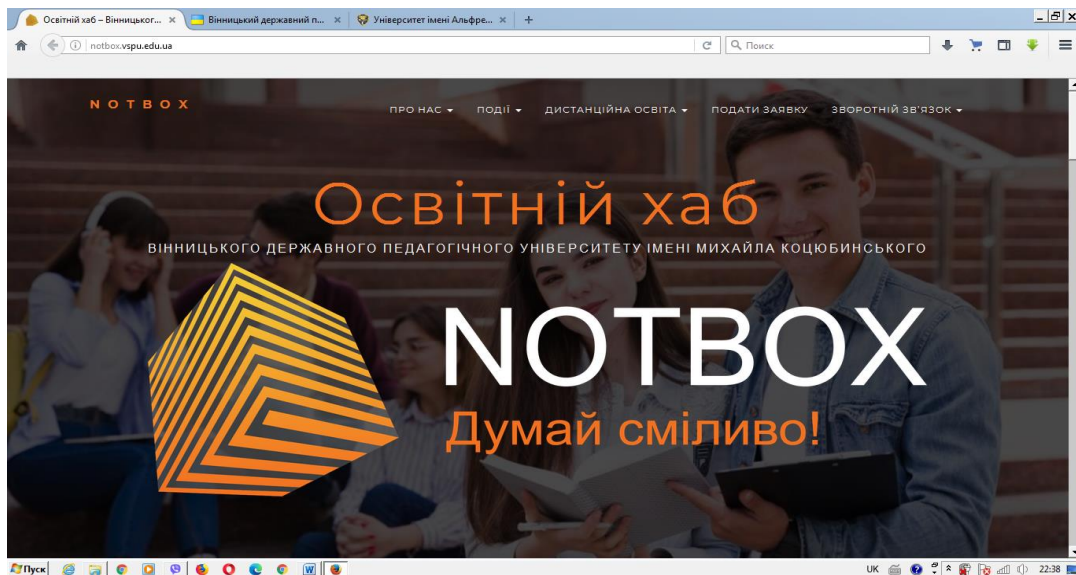 Освітній хаб – Вінницьког...
Вінницький державний п...
Університет імені Альфре...
notbox.vspu.edu.ua
Поиск
NOTBOX
ПРО НАС
ПОДІЇ
ДИСТАНЦІЙНА ОСВІТА
ПОДАТИ ЗАЯВКУ
ЗВОРОТНІЙ ЗВ'ЯЗОК
Освітній хаб
ВІННИЦЬКОГО ДЕРЖАВНОГО ПЕДАГОГІЧНОГО УНІВЕРСИТЕТУ ІМЕНІ МИХАЙЛА КОЦЮБИНСЬКОГО
NOTBOX
Думай сміливо!
Пуск
UK
22:38